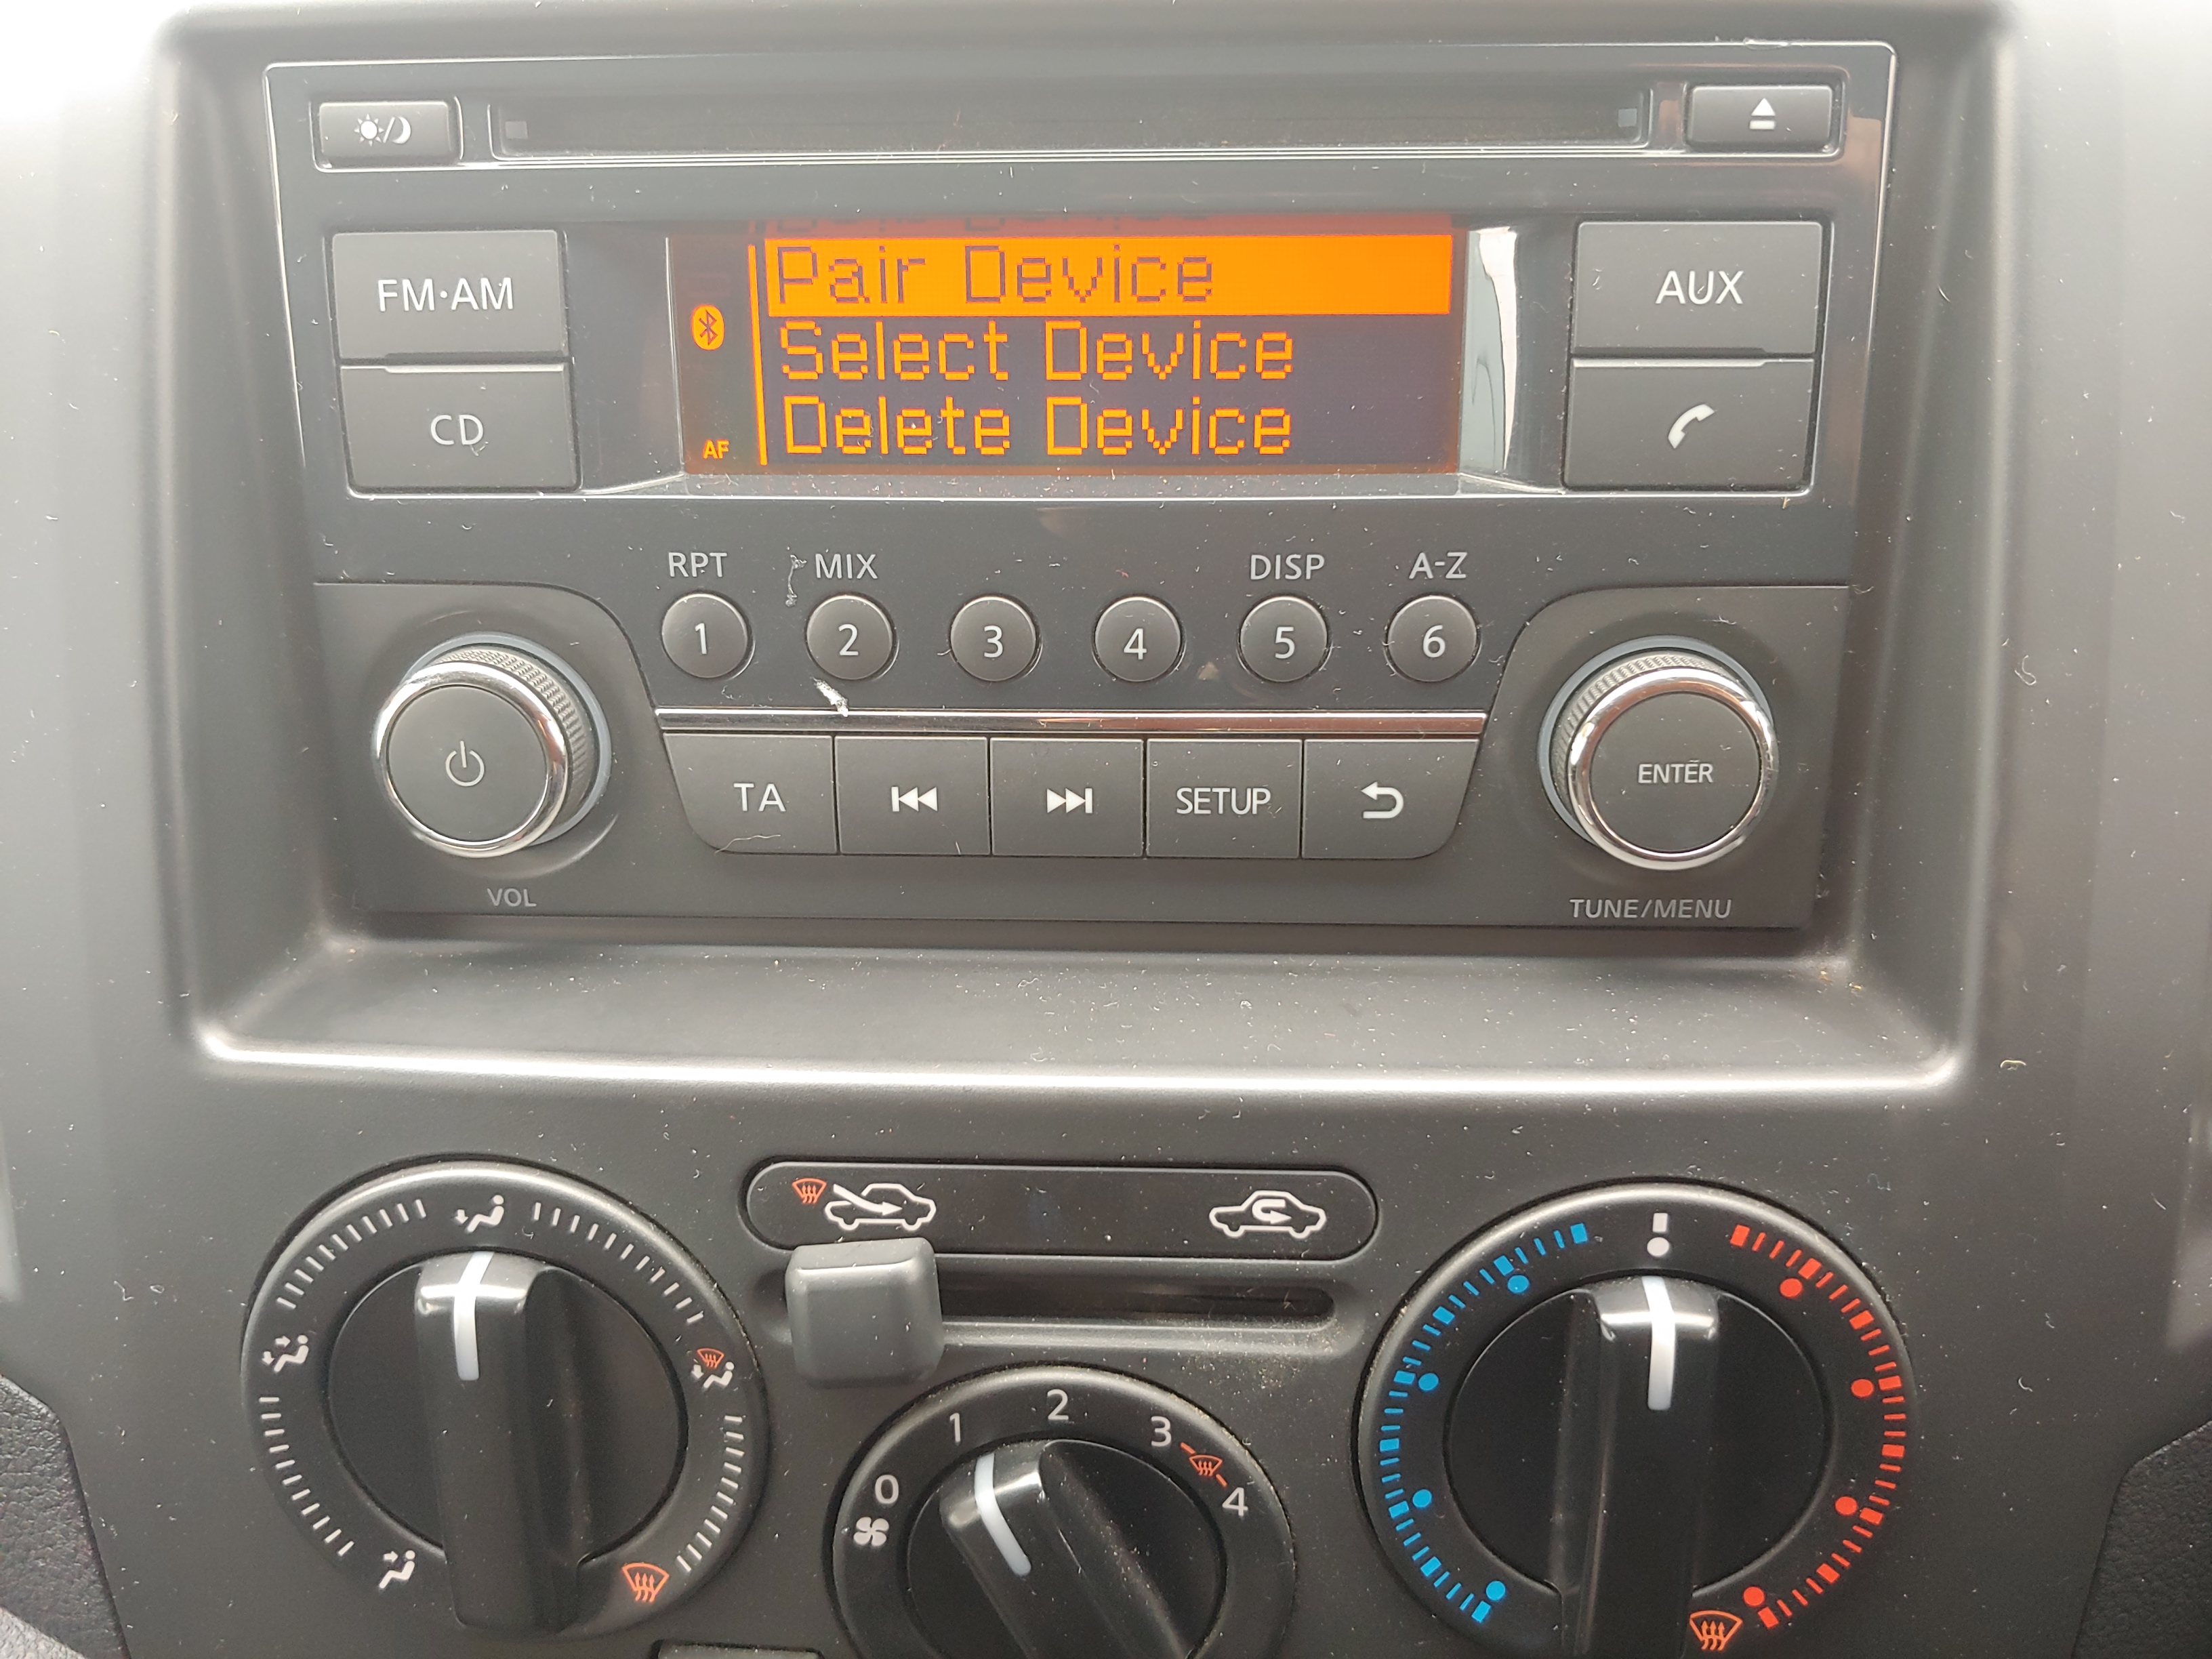 FM·AM
CD
Pair Device
Select Device
Delete Device
AF
AUX
RPT MIX DISP A-Z
1 2 3 4 5 6
TA SETUP
ENTER
VOL
TUNE/MENU
0 1 2 3 4